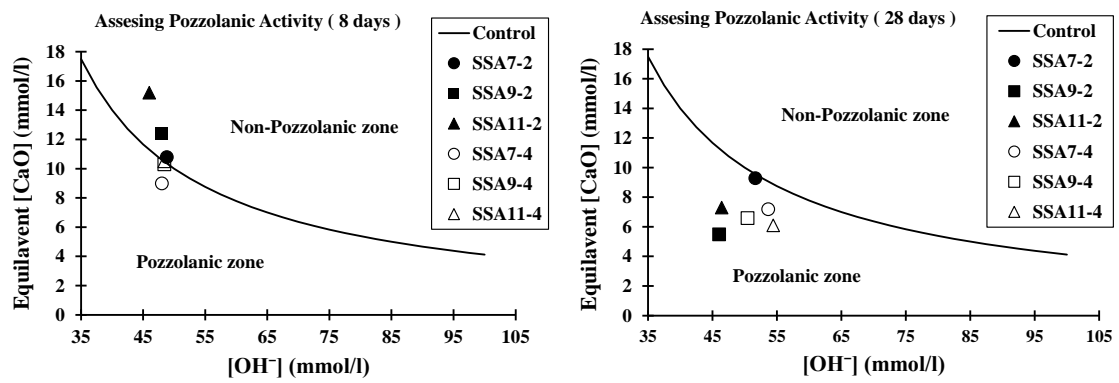 Assesing Pozzolanic Activity ( 8 days )
Equilavent [CaO] (mmol/l)
18
16
14
12
10
8
6
4
2
0
35 45 55 65 75 85 95 105
[OH⁻] (mmol/l)
Non-Pozzolanic zone
Pozzolanic zone
Control
SSA7-2
SSA9-2
SSA11-2
SSA7-4
SSA9-4
SSA11-4
Assesing Pozzolanic Activity ( 28 days )
Equilavent [CaO] (mmol/l)
18
16
14
12
10
8
6
4
2
0
35 45 55 65 75 85 95 105
[OH⁻] (mmol/l)
Non-Pozzolanic zone
Pozzolanic zone
Control
SSA7-2
SSA9-2
SSA11-2
SSA7-4
SSA9-4
SSA11-4